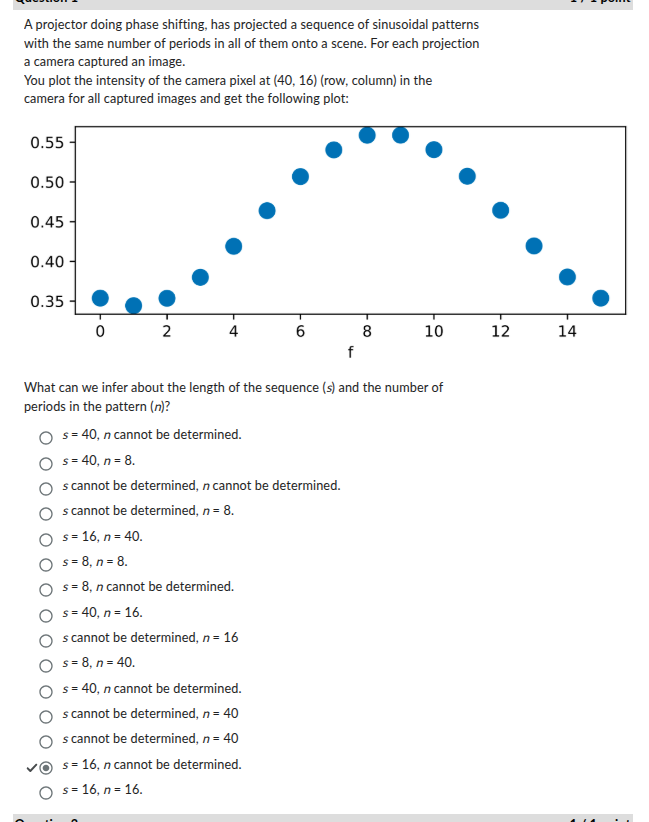 Question 1 1 / 1 point
A projector doing phase shifting, has projected a sequence of sinusoidal patterns
with the same number of periods in all of them onto a scene. For each projection
a camera captured an image.
You plot the intensity of the camera pixel at (40, 16) (row, column) in the
camera for all captured images and get the following plot:
0.55
0.50
0.45
0.40
0.35
0 2 4 6 8 10 12 14
f
What can we infer about the length of the sequence (s) and the number of
periods in the pattern (n)?
s = 40, n cannot be determined.
s = 40, n = 8.
s cannot be determined, n cannot be determined.
s cannot be determined, n = 8.
s = 16, n = 40.
s = 8, n = 8.
s = 8, n cannot be determined.
s = 40, n = 16.
s cannot be determined, n = 16
s = 8, n = 40.
s = 40, n cannot be determined.
s cannot be determined, n = 40
s cannot be determined, n = 40
s = 16, n cannot be determined.
s = 16, n = 16.